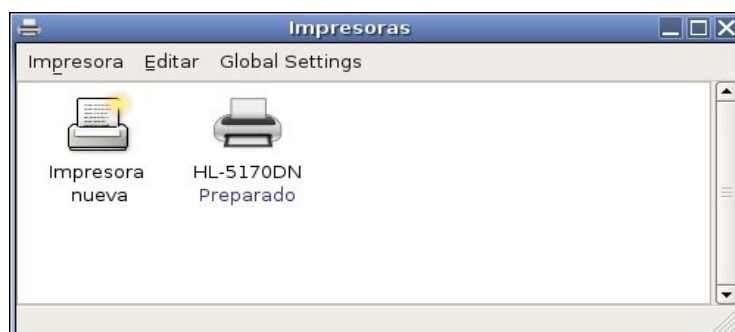 Impresoras
Impresora Editar Global Settings
Impresora HL-5170DN
nueva Preparado